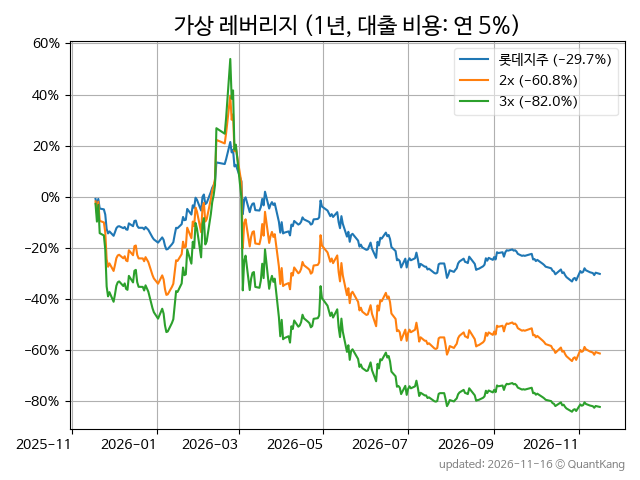 가상 레버리지 (1년, 대출 비용: 연 5%)
롯데지주 (-29.7%)
2x (-60.8%)
3x (-82.0%)
60%
40%
20%
0%
-20%
-40%
-60%
-80%
2025-11 2026-01 2026-03 2026-05 2026-07 2026-09 2026-11
updated: 2026-11-16 © QuantKang